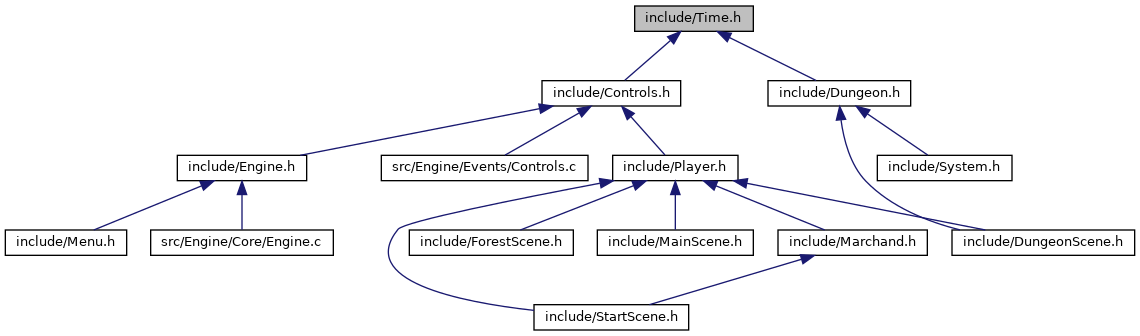 include/Time.h
include/Controls.h
include/Dungeon.h
include/Engine.h
src/Engine/Events/Controls.c
include/Player.h
include/System.h
include/Menu.h
src/Engine/Core/Engine.c
include/ForestScene.h
include/MainScene.h
include/Marchand.h
include/DungeonScene.h
include/StartScene.h